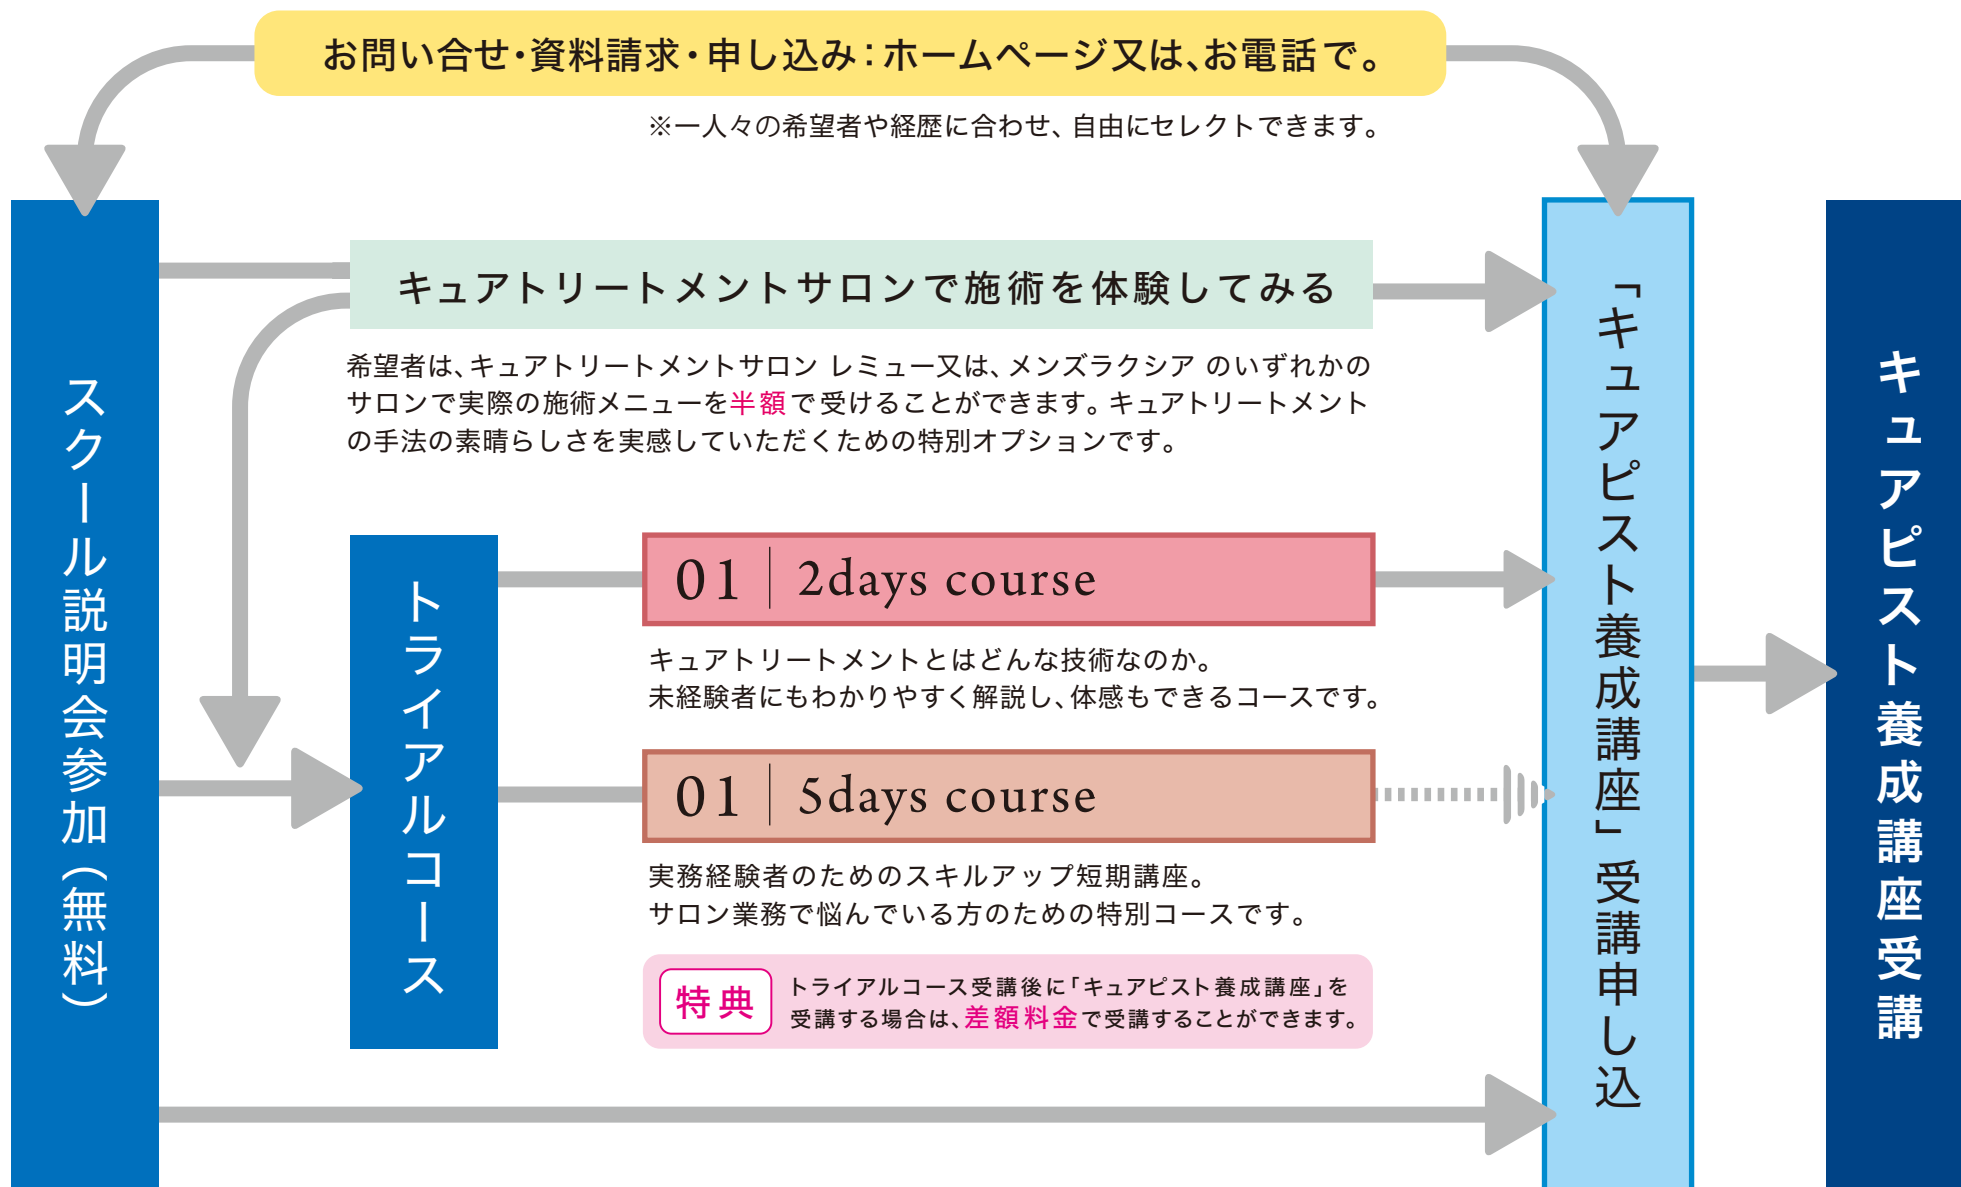 お問い合せ・資料請求・申し込み：ホームページ又は、お電話で。
※一人々の希望者や経歴に合わせ、自由にセレクトできます。
スクール説明会参加（無料）
キュアトリートメントサロンで施術を体験してみる
希望者は、キュアトリートメントサロン レミュー又は、メンズラクシア のいずれかの
サロンで実際の施術メニューを半額で受けることができます。キュアトリートメント
の手法の素晴らしさを実感していただくための特別オプションです。
トライアルコース
01 | 2days course
キュアトリートメントとはどんな技術なのか。
未経験者にもわかりやすく解説し、体感もできるコースです。
01 | 5days course
実務経験者のためのスキルアップ短期講座。
サロン業務で悩んでいる方のための特別コースです。
特典
トライアルコース受講後に「キュアピスト養成講座」を
受講する場合は、差額料金で受講することができます。
「キュアピスト養成講座」受講申し込
キュアピスト養成講座受講